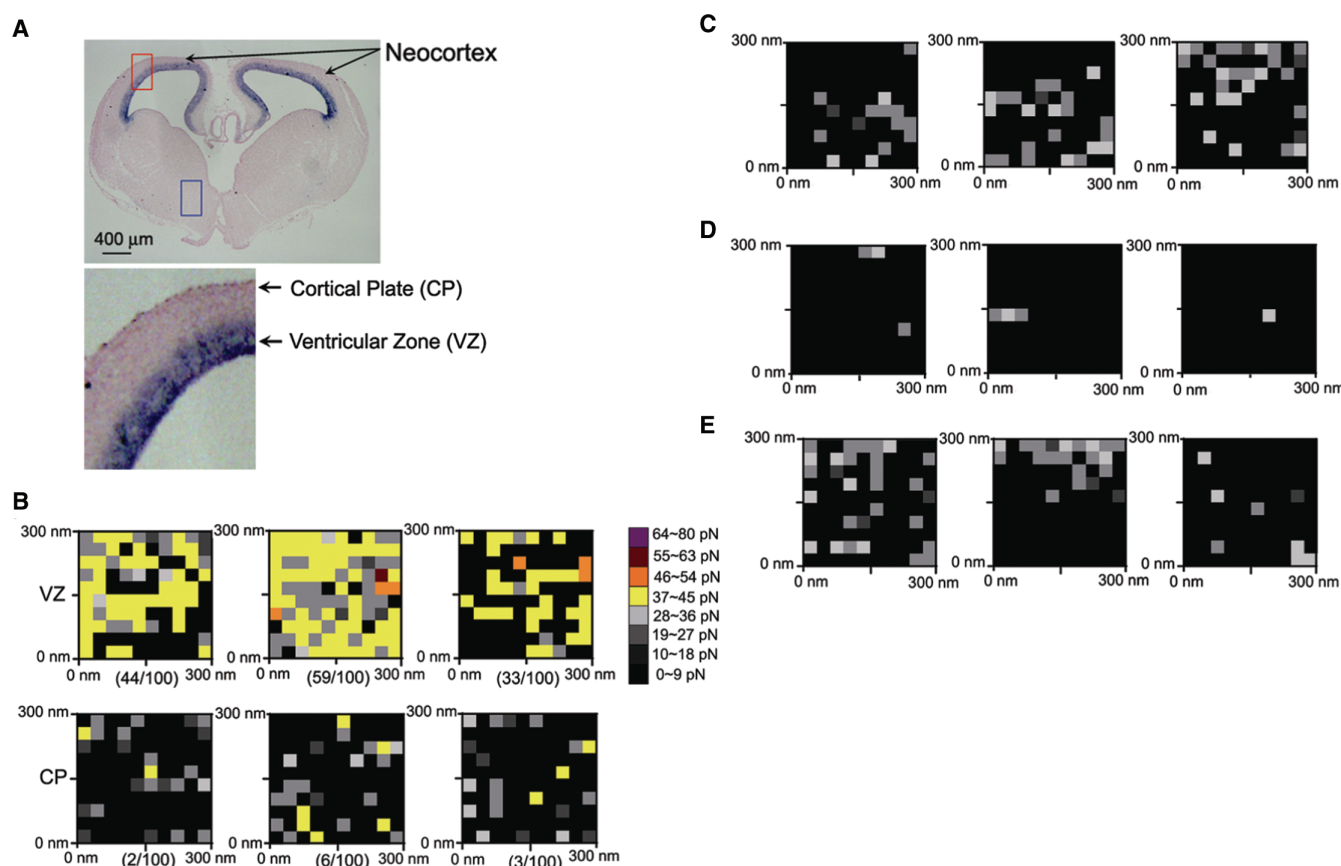 A
Neocortex
400 µm
Cortical Plate (CP)
Ventricular Zone (VZ)
B
300 nm 300 nm 300 nm
VZ
0 nm 0 nm 0 nm
0 nm (44/100) 300 nm 0 nm (59/100) 300 nm 0 nm (33/100) 300 nm
64~80 pN
55~63 pN
46~54 pN
37~45 pN
28~36 pN
19~27 pN
10~18 pN
0~9 pN
300 nm 300 nm 300 nm
CP
0 nm 0 nm 0 nm
0 nm (2/100) 300 nm 0 nm (6/100) 300 nm 0 nm (3/100) 300 nm
C
300 nm 300 nm 300 nm
0 nm 0 nm 0 nm
0 nm 300 nm 0 nm 300 nm 0 nm 300 nm
D
300 nm 300 nm 300 nm
0 nm 0 nm 0 nm
0 nm 300 nm 0 nm 300 nm 0 nm 300 nm
E
300 nm 300 nm 300 nm
0 nm 0 nm 0 nm
0 nm 300 nm 0 nm 300 nm 0 nm 300 nm